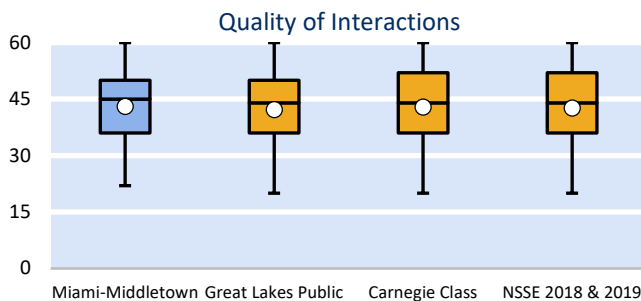 Quality of Interactions
60
45
30
15
0
Miami-Middletown Great Lakes Public Carnegie Class NSSE 2018 & 2019